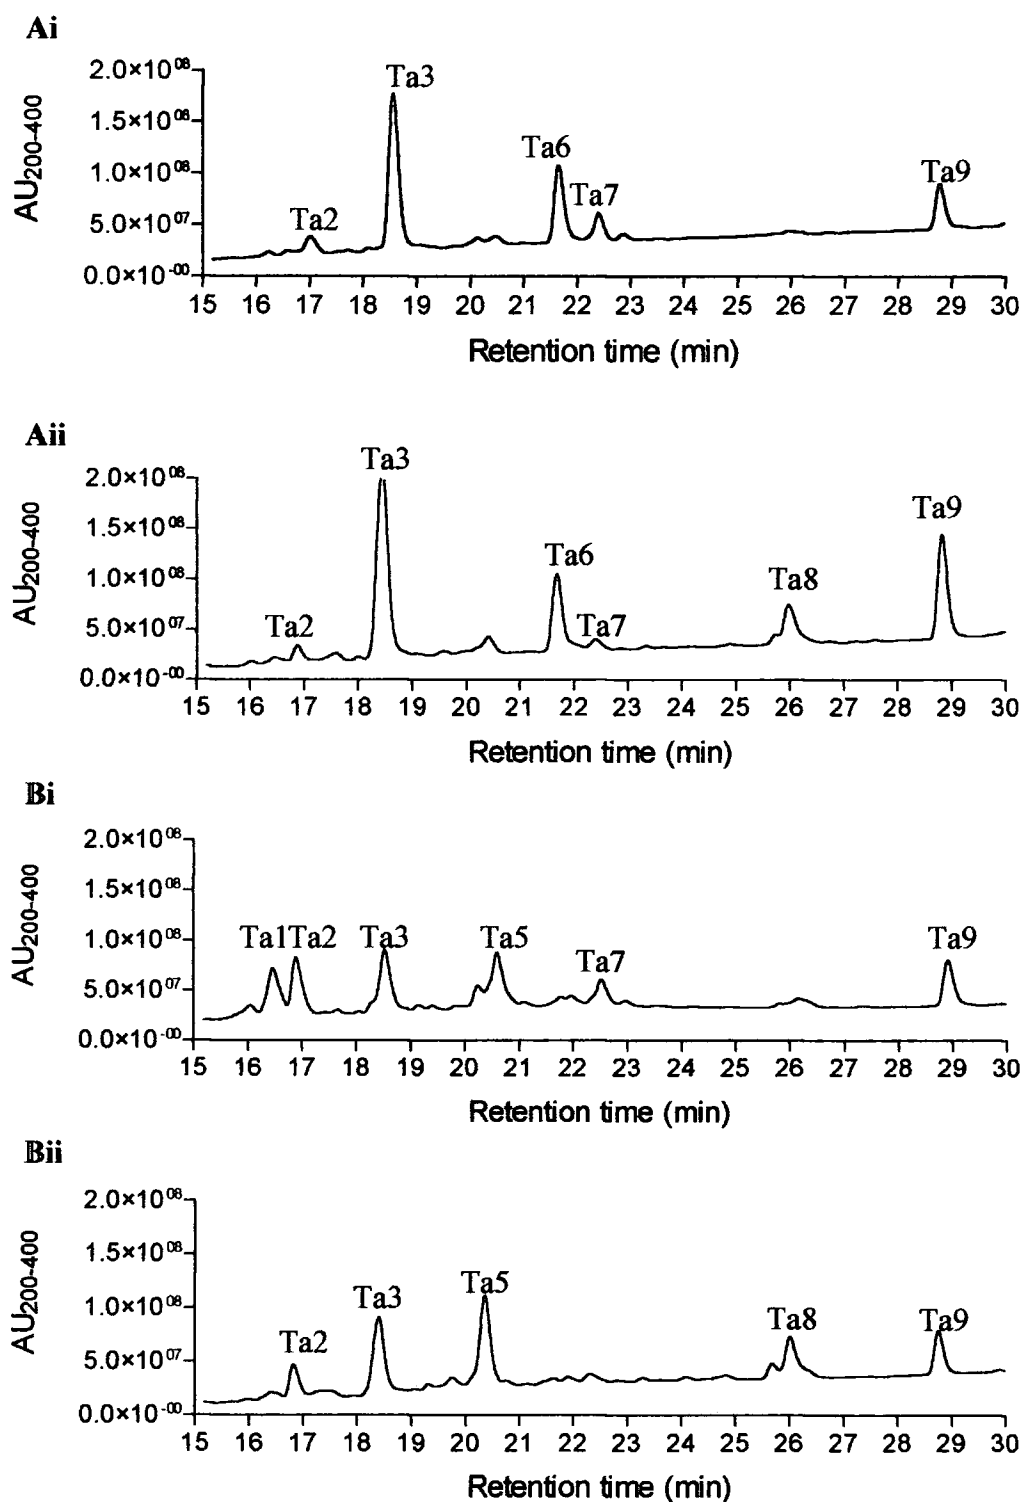 Ai
2.0×10⁰⁸
Ta3
1.5×10⁰⁸
Ta6
1.0×10⁰⁸
Ta7
Ta9
Ta2
5.0×10⁰⁷
0.0×10⁻⁰⁰
AU200-400
15 16 17 18 19 20 21 22 23 24 25 26 27 28 29 30
Retention time (min)
Aii
Ta3
2.0×10⁰⁸
Ta9
1.5×10⁰⁸
Ta6
1.0×10⁰⁸
Ta8
Ta2
Ta7
5.0×10⁰⁷
0.0×10⁻⁰⁰
AU200-400
15 16 17 18 19 20 21 22 23 24 25 26 27 28 29 30
Retention time (min)
Bi
2.0×10⁰⁸
1.5×10⁰⁸
1.0×10⁰⁸
Ta1 Ta2 Ta3 Ta5 Ta7 Ta9
5.0×10⁰⁷
0.0×10⁻⁰⁰
AU200-400
15 16 17 18 19 20 21 22 23 24 25 26 27 28 29 30
Retention time (min)
Bii
2.0×10⁰⁸
1.5×10⁰⁸
1.0×10⁰⁸
Ta2 Ta3 Ta5 Ta8 Ta9
5.0×10⁰⁷
0.0×10⁻⁰⁰
AU200-400
15 16 17 18 19 20 21 22 23 24 25 26 27 28 29 30
Retention time (min)